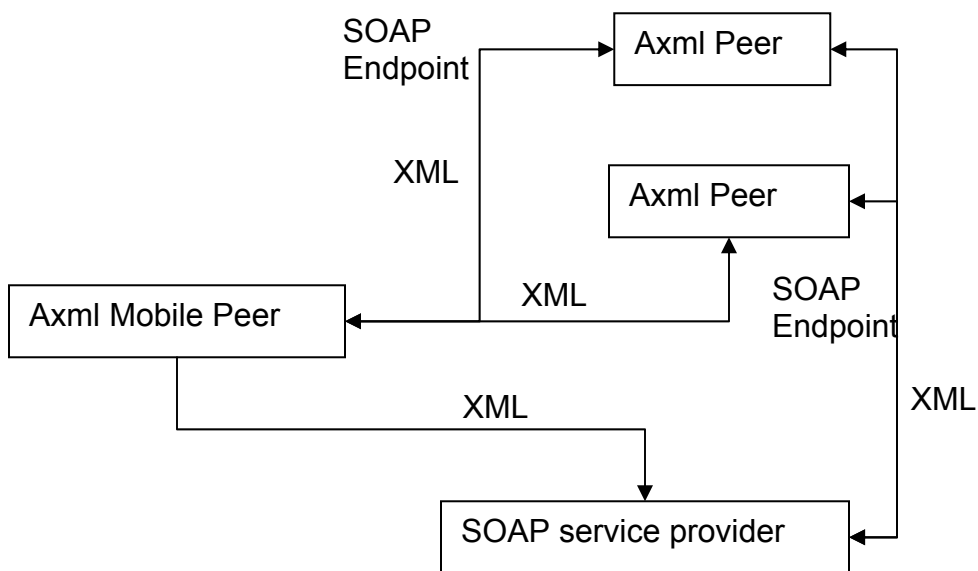 SOAP
Endpoint
Axml Peer
XML
Axml Peer
Axml Mobile Peer
XML
SOAP
Endpoint
XML
XML
SOAP service provider